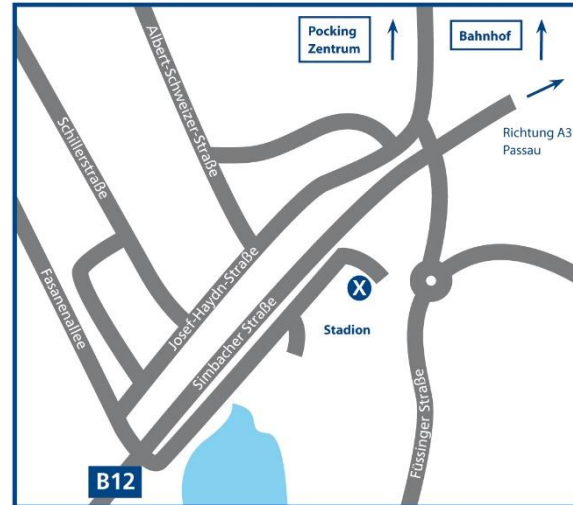 Pocking
Zentrum
Bahnhof
Richtung A3
Passau
Albert-Schweizer-Straße
Schillerstraße
Fasanenallee
Josef-Haydn-Straße
Simbacher Straße
X
Stadion
Füssinger Straße
B12